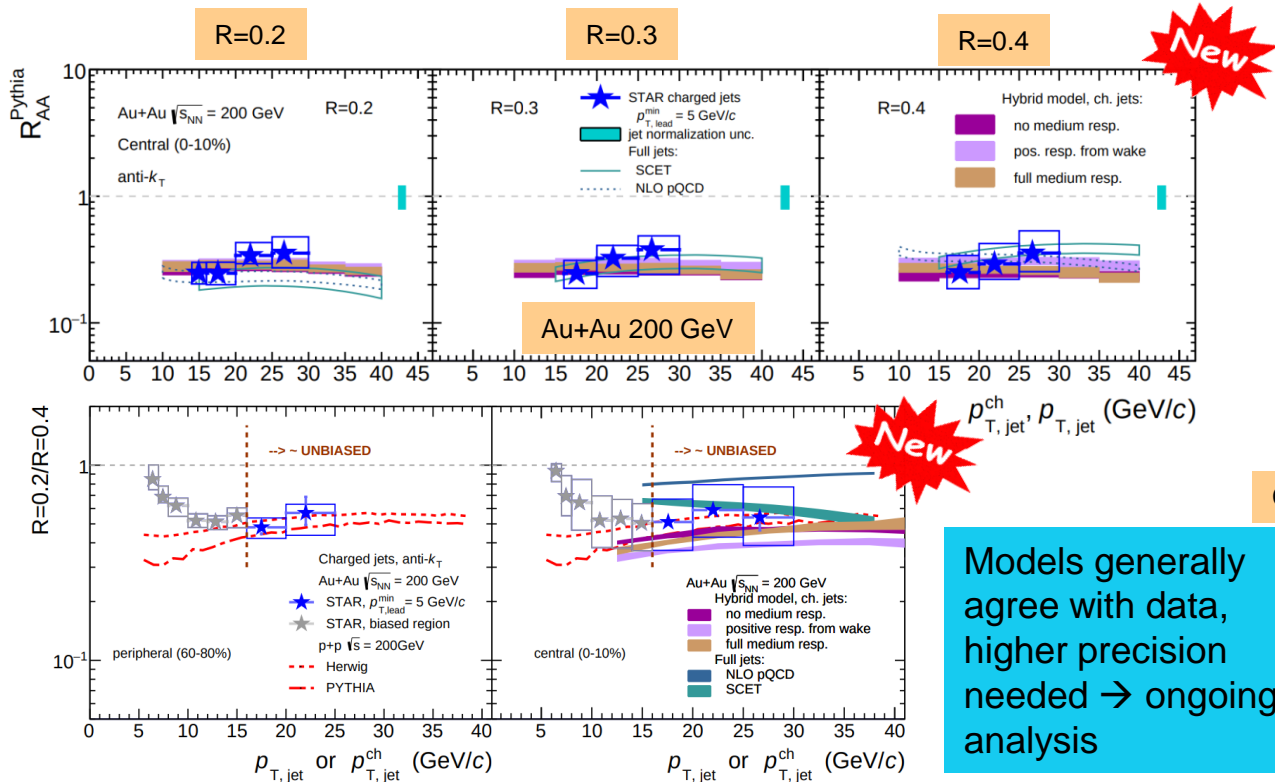 R=0.2
R=0.3
R=0.4
New
R_AA^Pythia
10
1
10⁻¹
Au+Au √s_NN = 200 GeV
Central (0-10%)
anti-k_T
R=0.2
R=0.3
STAR charged jets
p_T, lead^min = 5 GeV/c
jet normalization unc.
Full jets:
SCET
NLO pQCD
R=0.4
Hybrid model, ch. jets:
no medium resp.
pos. resp. from wake
full medium resp.
Au+Au 200 GeV
0 5 10 15 20 25 30 35 40 45
5 10 15 20 25 30 35 40 45
5 10 15 20 25 30 35 40 45
p_T, jet^ch, p_T, jet (GeV/c)
New
R=0.2/R=0.4
1
10⁻¹
--> ~ UNBIASED
Charged jets, anti-k_T
Au+Au √s_NN = 200 GeV
STAR, p_T,lead^min = 5 GeV/c
STAR, biased region
p+p √s = 200GeV
Herwig
PYTHIA
peripheral (60-80%)
--> ~ UNBIASED
Au+Au √s_NN = 200 GeV
Hybrid model, ch. jets:
no medium resp.
positive resp. from wake
full medium resp.
Full jets:
NLO pQCD
SCET
central (0-10%)
5 10 15 20 25 30 35 40
5 10 15 20 25 30 35 40
p_T, jet or p_T, jet^ch (GeV/c)
p_T, jet or p_T, jet^ch (GeV/c)
Models generally
agree with data,
higher precision
needed → ongoing
analysis